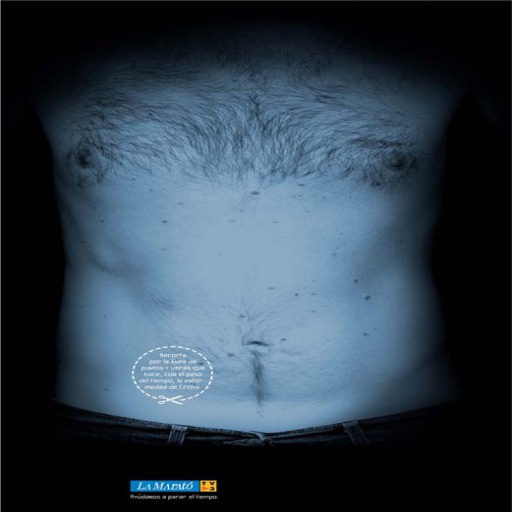 Recorta
por la línea de
puntos y verás qué
hace, con el paso
del tiempo, la enfer-
medad de Crohn
LA MARATÓ TV3
Ayúdanos a parar el tiempo.